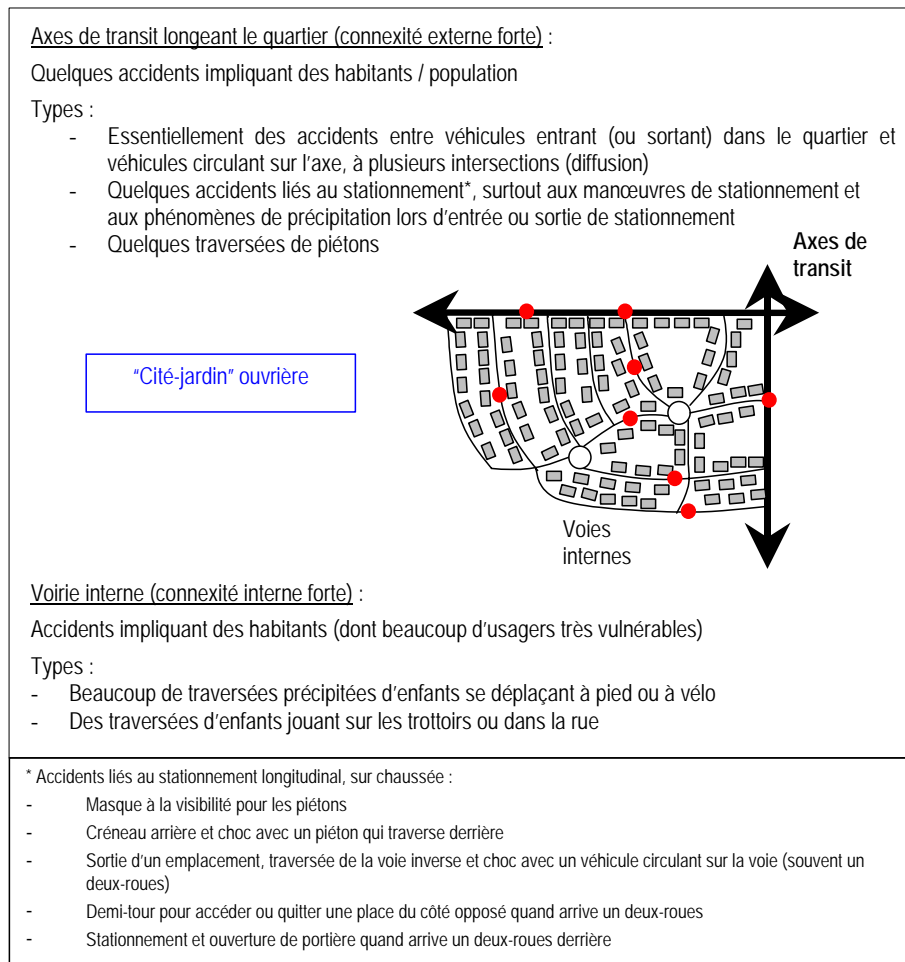 Axes de transit longeant le quartier (connexité externe forte) :
Quelques accidents impliquant des habitants / population
Types :
- Essentiellement des accidents entre véhicules entrant (ou sortant) dans le quartier et
véhicules circulant sur l'axe, à plusieurs intersections (diffusion)
- Quelques accidents liés au stationnement*, surtout aux manœuvres de stationnement et
aux phénomènes de précipitation lors d'entrée ou sortie de stationnement
- Quelques traversées de piétons
Axes de
transit
"Cité-jardin" ouvrière
Voies
internes
Voirie interne (connexité interne forte) :
Accidents impliquant des habitants (dont beaucoup d'usagers très vulnérables)
Types :
- Beaucoup de traversées précipitées d'enfants se déplaçant à pied ou à vélo
- Des traversées d'enfants jouant sur les trottoirs ou dans la rue
* Accidents liés au stationnement longitudinal, sur chaussée :
- Masque à la visibilité pour les piétons
- Créneau arrière et choc avec un piéton qui traverse derrière
- Sortie d'un emplacement, traversée de la voie inverse et choc avec un véhicule circulant sur la voie (souvent un
deux-roues)
- Demi-tour pour accéder ou quitter une place du côté opposé quand arrive un deux-roues
- Stationnement et ouverture de portière quand arrive un deux-roues derrière